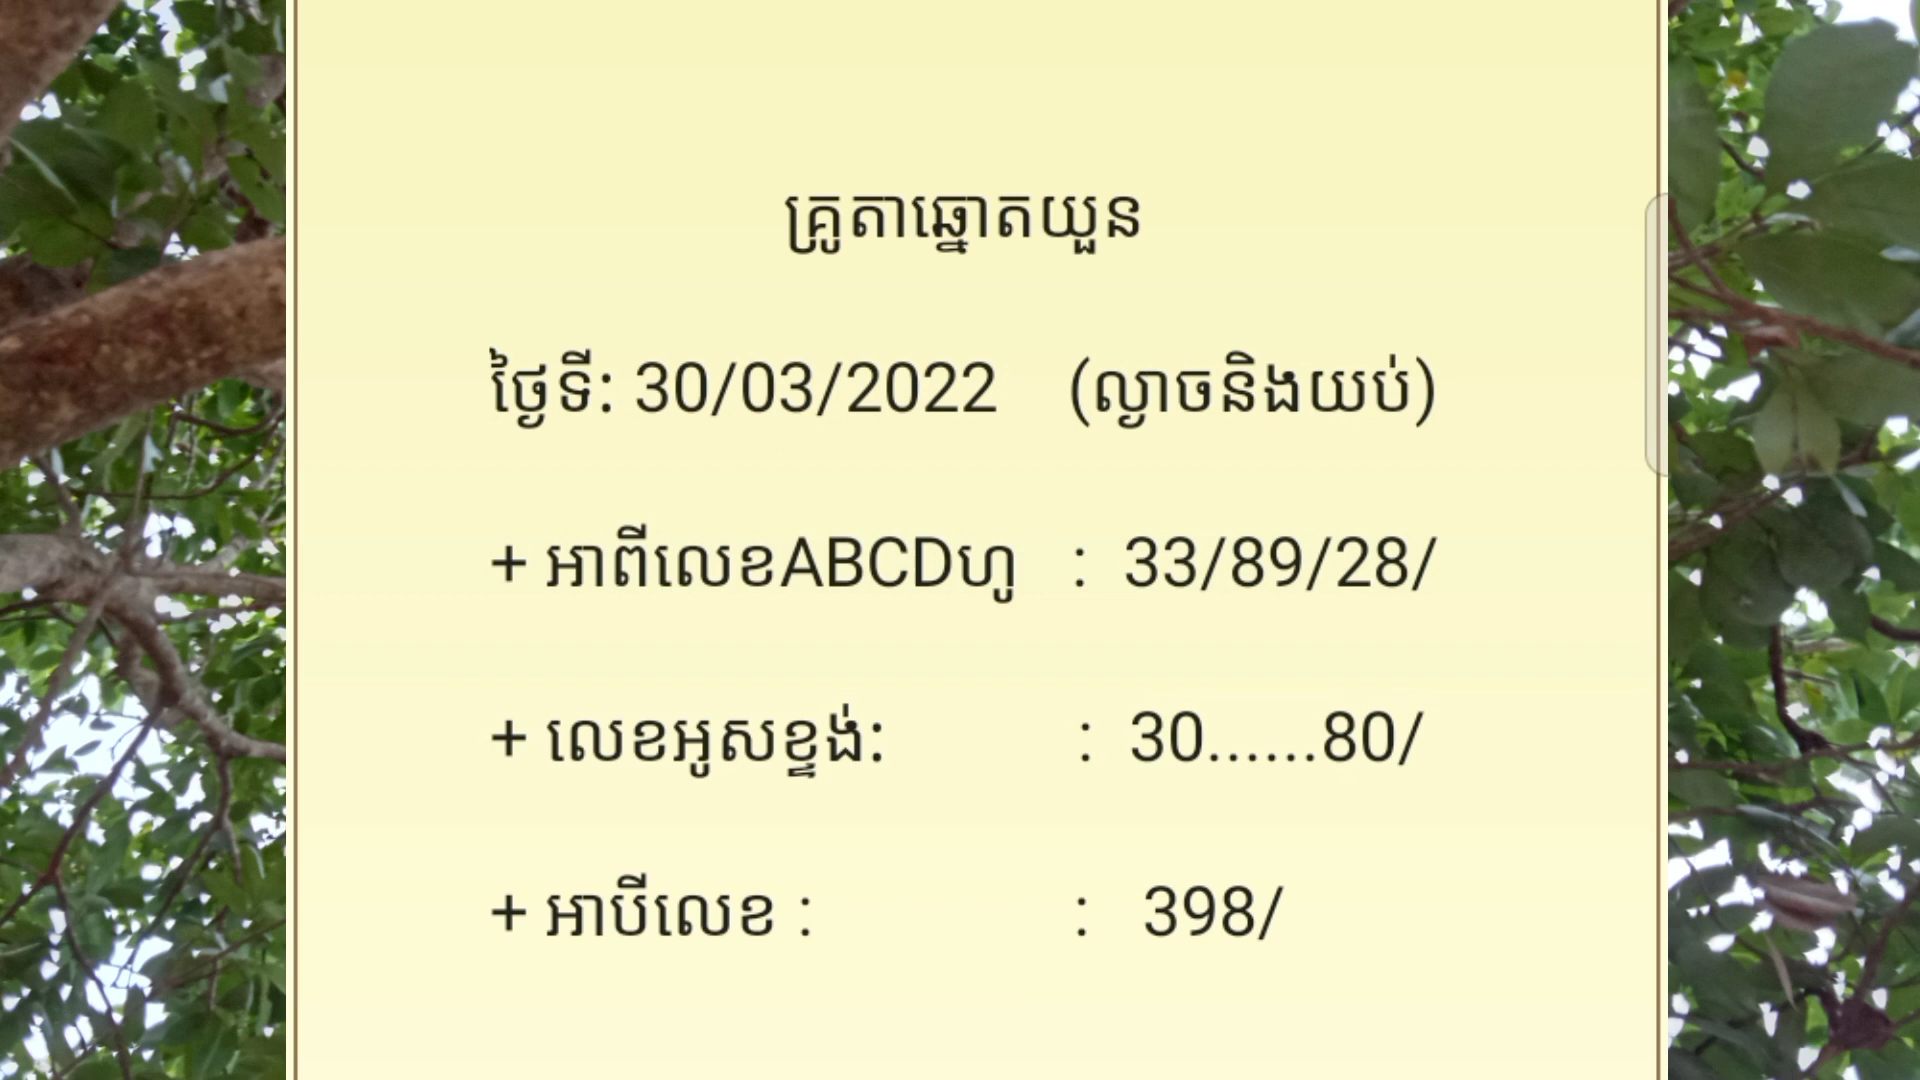 គ្រូតាឆ្នោតយួន
ថ្ងៃទី: 30/03/2022 (ល្ងាចនិងយប់)
+ អាពីលេខABCDហូ : 33/89/28/
+ លេខអូសខ្ទង់: : 30......80/
+ អាបីលេខ : : 398/